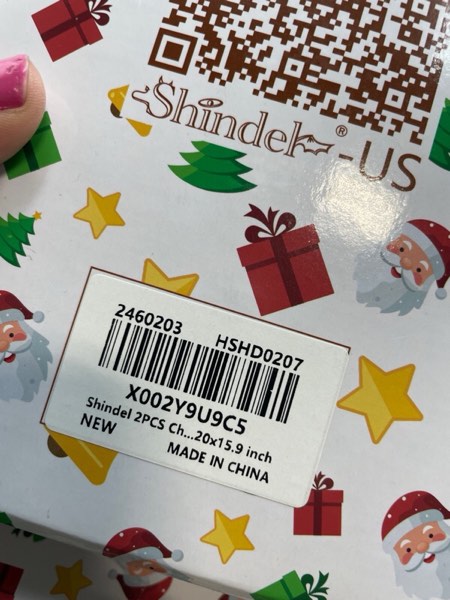 Shindel®-US
2460203 HSHD0207
X002Y9U9C5
Shindel 2PCS Ch...20x15.9 inch
NEW
MADE IN CHINA